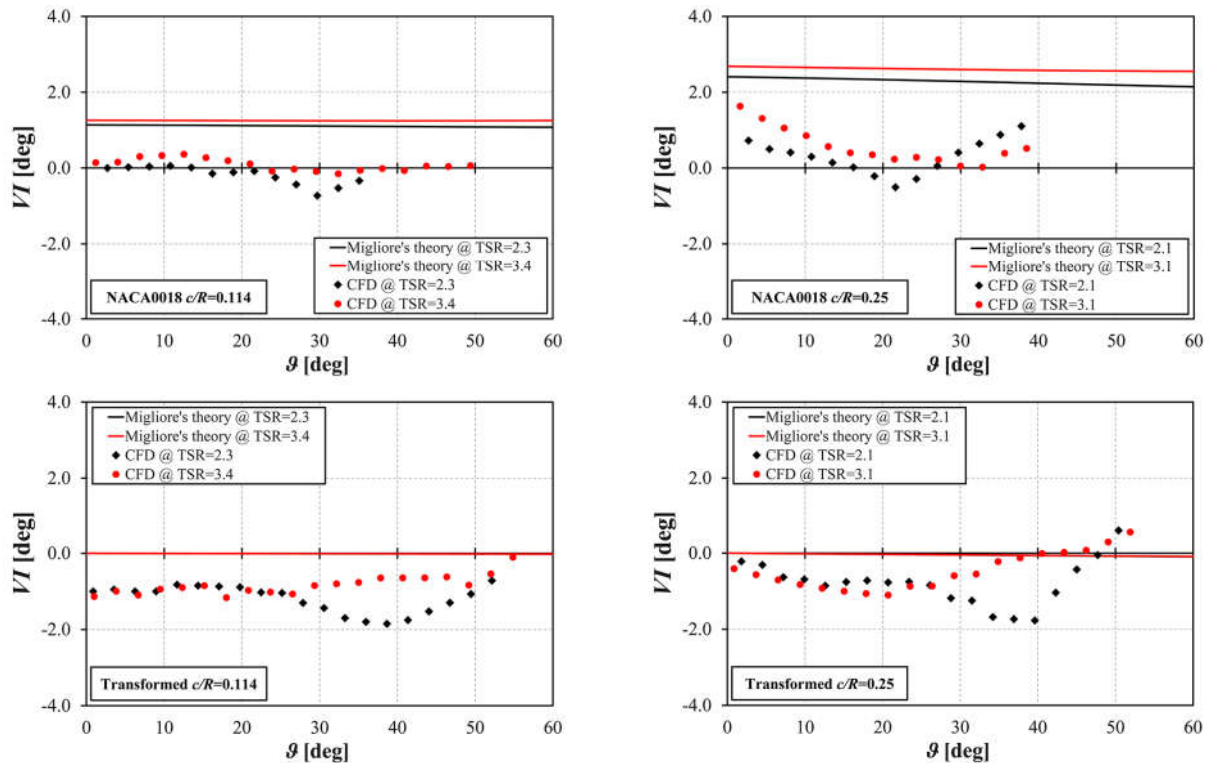 4.0
2.0
0.0
-2.0
-4.0
VI [deg]
Migliore's theory @ TSR=2.3
Migliore's theory @ TSR=3.4
CFD @ TSR=2.3
CFD @ TSR=3.4
NACA0018 c/R=0.114
0 10 20 30 40 50 60
ϑ [deg]
4.0
2.0
0.0
-2.0
-4.0
VI [deg]
Migliore's theory @ TSR=2.1
Migliore's theory @ TSR=3.1
CFD @ TSR=2.1
CFD @ TSR=3.1
NACA0018 c/R=0.25
0 10 20 30 40 50 60
ϑ [deg]
4.0
2.0
0.0
-2.0
-4.0
VI [deg]
Migliore's theory @ TSR=2.3
Migliore's theory @ TSR=3.4
CFD @ TSR=2.3
CFD @ TSR=3.4
Transformed c/R=0.114
0 10 20 30 40 50 60
ϑ [deg]
4.0
2.0
0.0
-2.0
-4.0
VI [deg]
Migliore's theory @ TSR=2.1
Migliore's theory @ TSR=3.1
CFD @ TSR=2.1
CFD @ TSR=3.1
Transformed c/R=0.25
0 10 20 30 40 50 60
ϑ [deg]